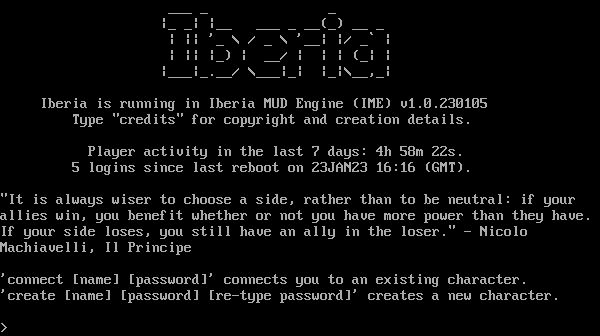 Iberia
Iberia is running in Iberia MUD Engine (IME) v1.0.230105
Type "credits" for copyright and creation details.
Player activity in the last 7 days: 4h 58m 22s.
5 logins since last reboot on 23JAN23 16:16 (GMT).
"It is always wiser to choose a side, rather than to be neutral: if your
allies win, you benefit whether or not you have more power than they have.
If your side loses, you still have an ally in the loser." - Nicolo
Machiavelli, Il Principe
'connect [name] [password]' connects you to an existing character.
'create [name] [password] [re-type password]' creates a new character.
>